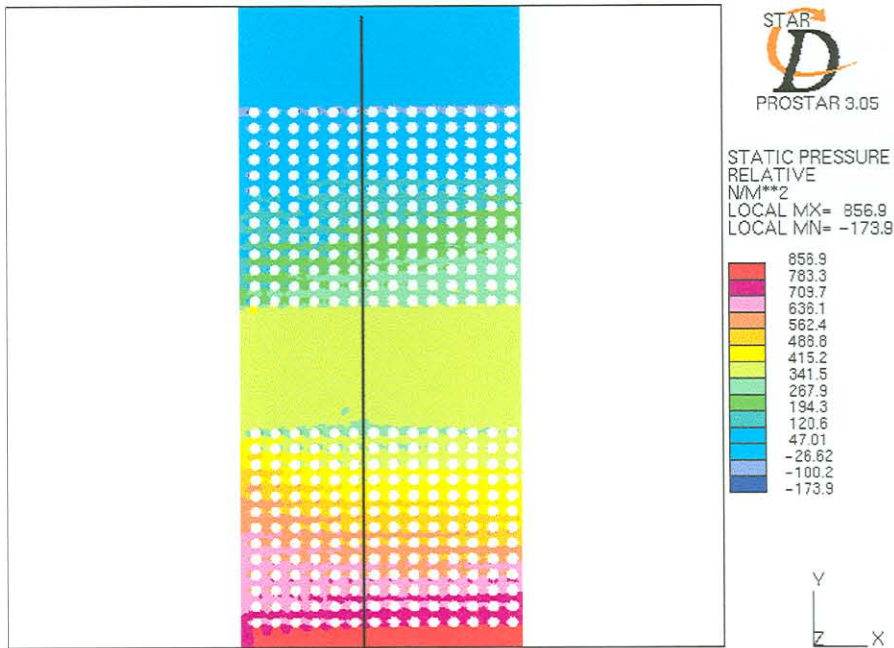 STAR
D
PROSTAR 3.05
STATIC PRESSURE
RELATIVE
N/M**2
LOCAL MX= 856.9
LOCAL MN= -173.9
856.9
783.3
709.7
636.1
562.4
488.8
415.2
341.5
267.9
194.3
120.6
47.01
-26.62
-100.2
-173.9
Y
Z X